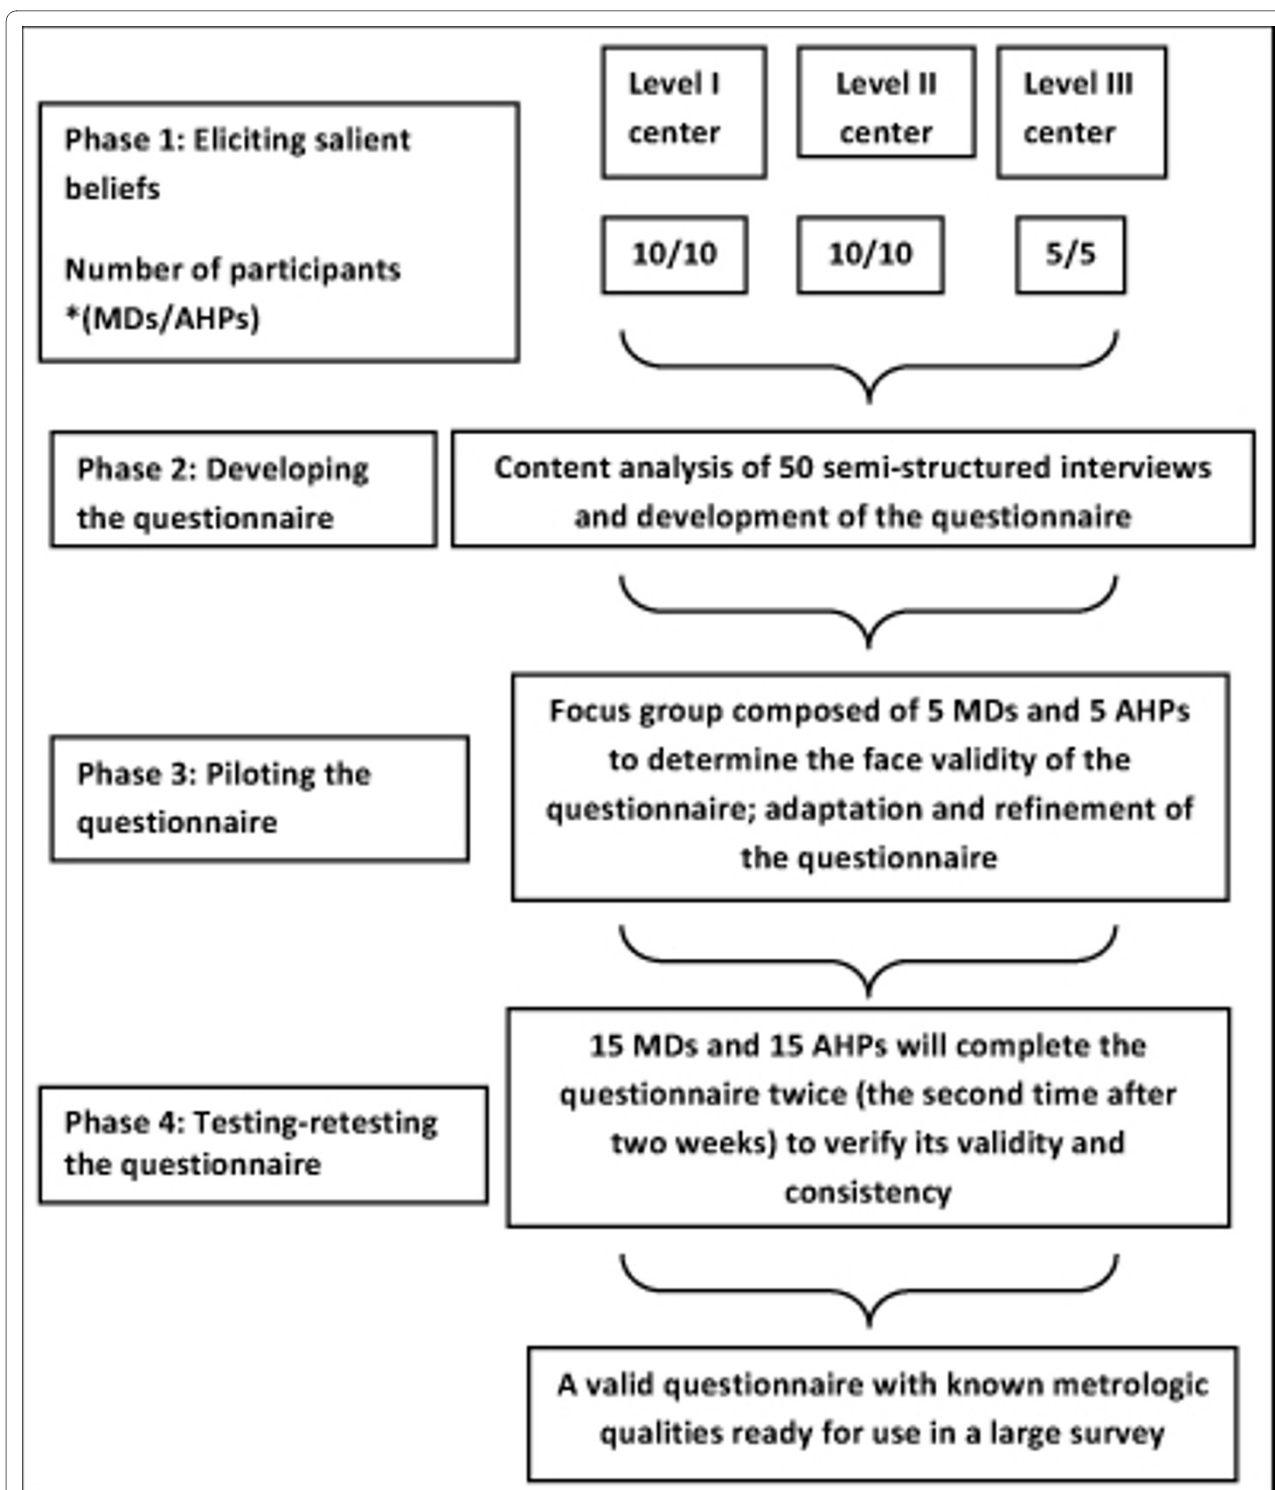 Level I
center
Level II
center
Level III
center
Phase 1: Eliciting salient
beliefs
Number of participants
*(MDs/AHPs)
10/10
10/10
5/5
Phase 2: Developing
the questionnaire
Content analysis of 50 semi-structured interviews
and development of the questionnaire
Phase 3: Piloting the
questionnaire
Focus group composed of 5 MDs and 5 AHPs
to determine the face validity of the
questionnaire; adaptation and refinement of
the questionnaire
Phase 4: Testing-retesting
the questionnaire
15 MDs and 15 AHPs will complete the
questionnaire twice (the second time after
two weeks) to verify its validity and
consistency
A valid questionnaire with known metrologic
qualities ready for use in a large survey